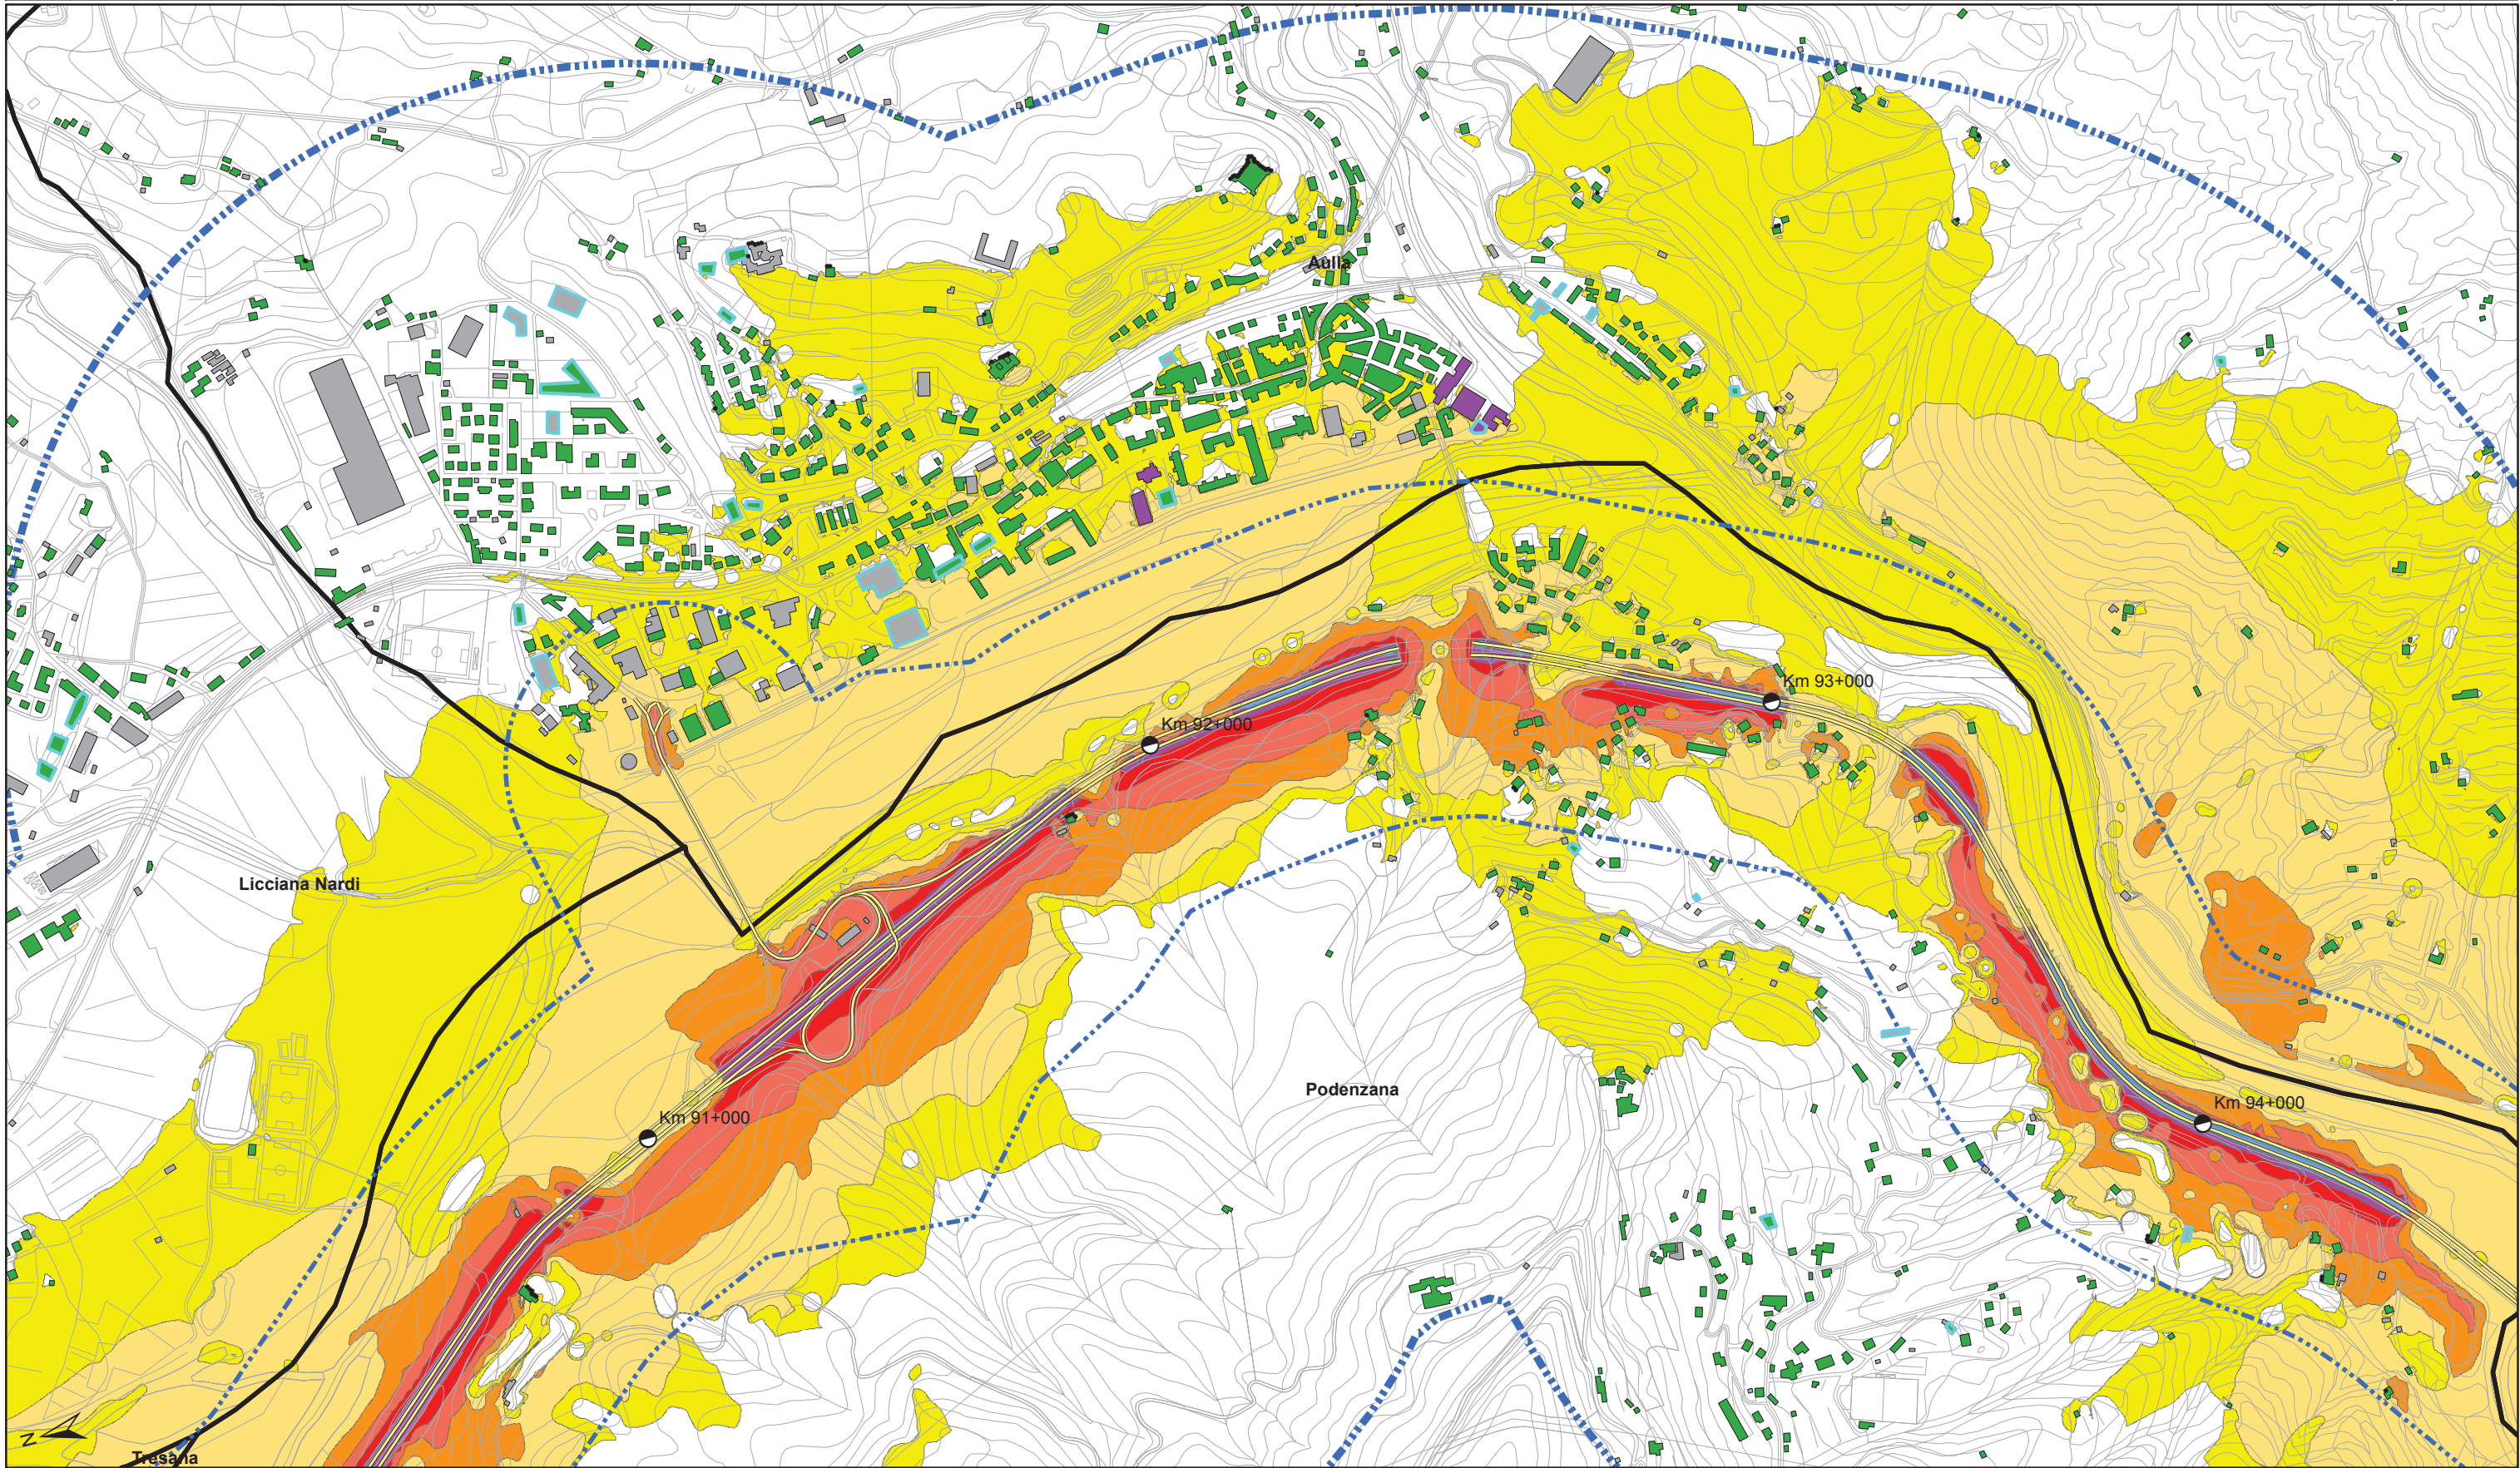 Aulla
Km 93+000
Km 92+000
Licciana Nardi
Podenzana
Km 94+000
Km 91+000
N
Tresana